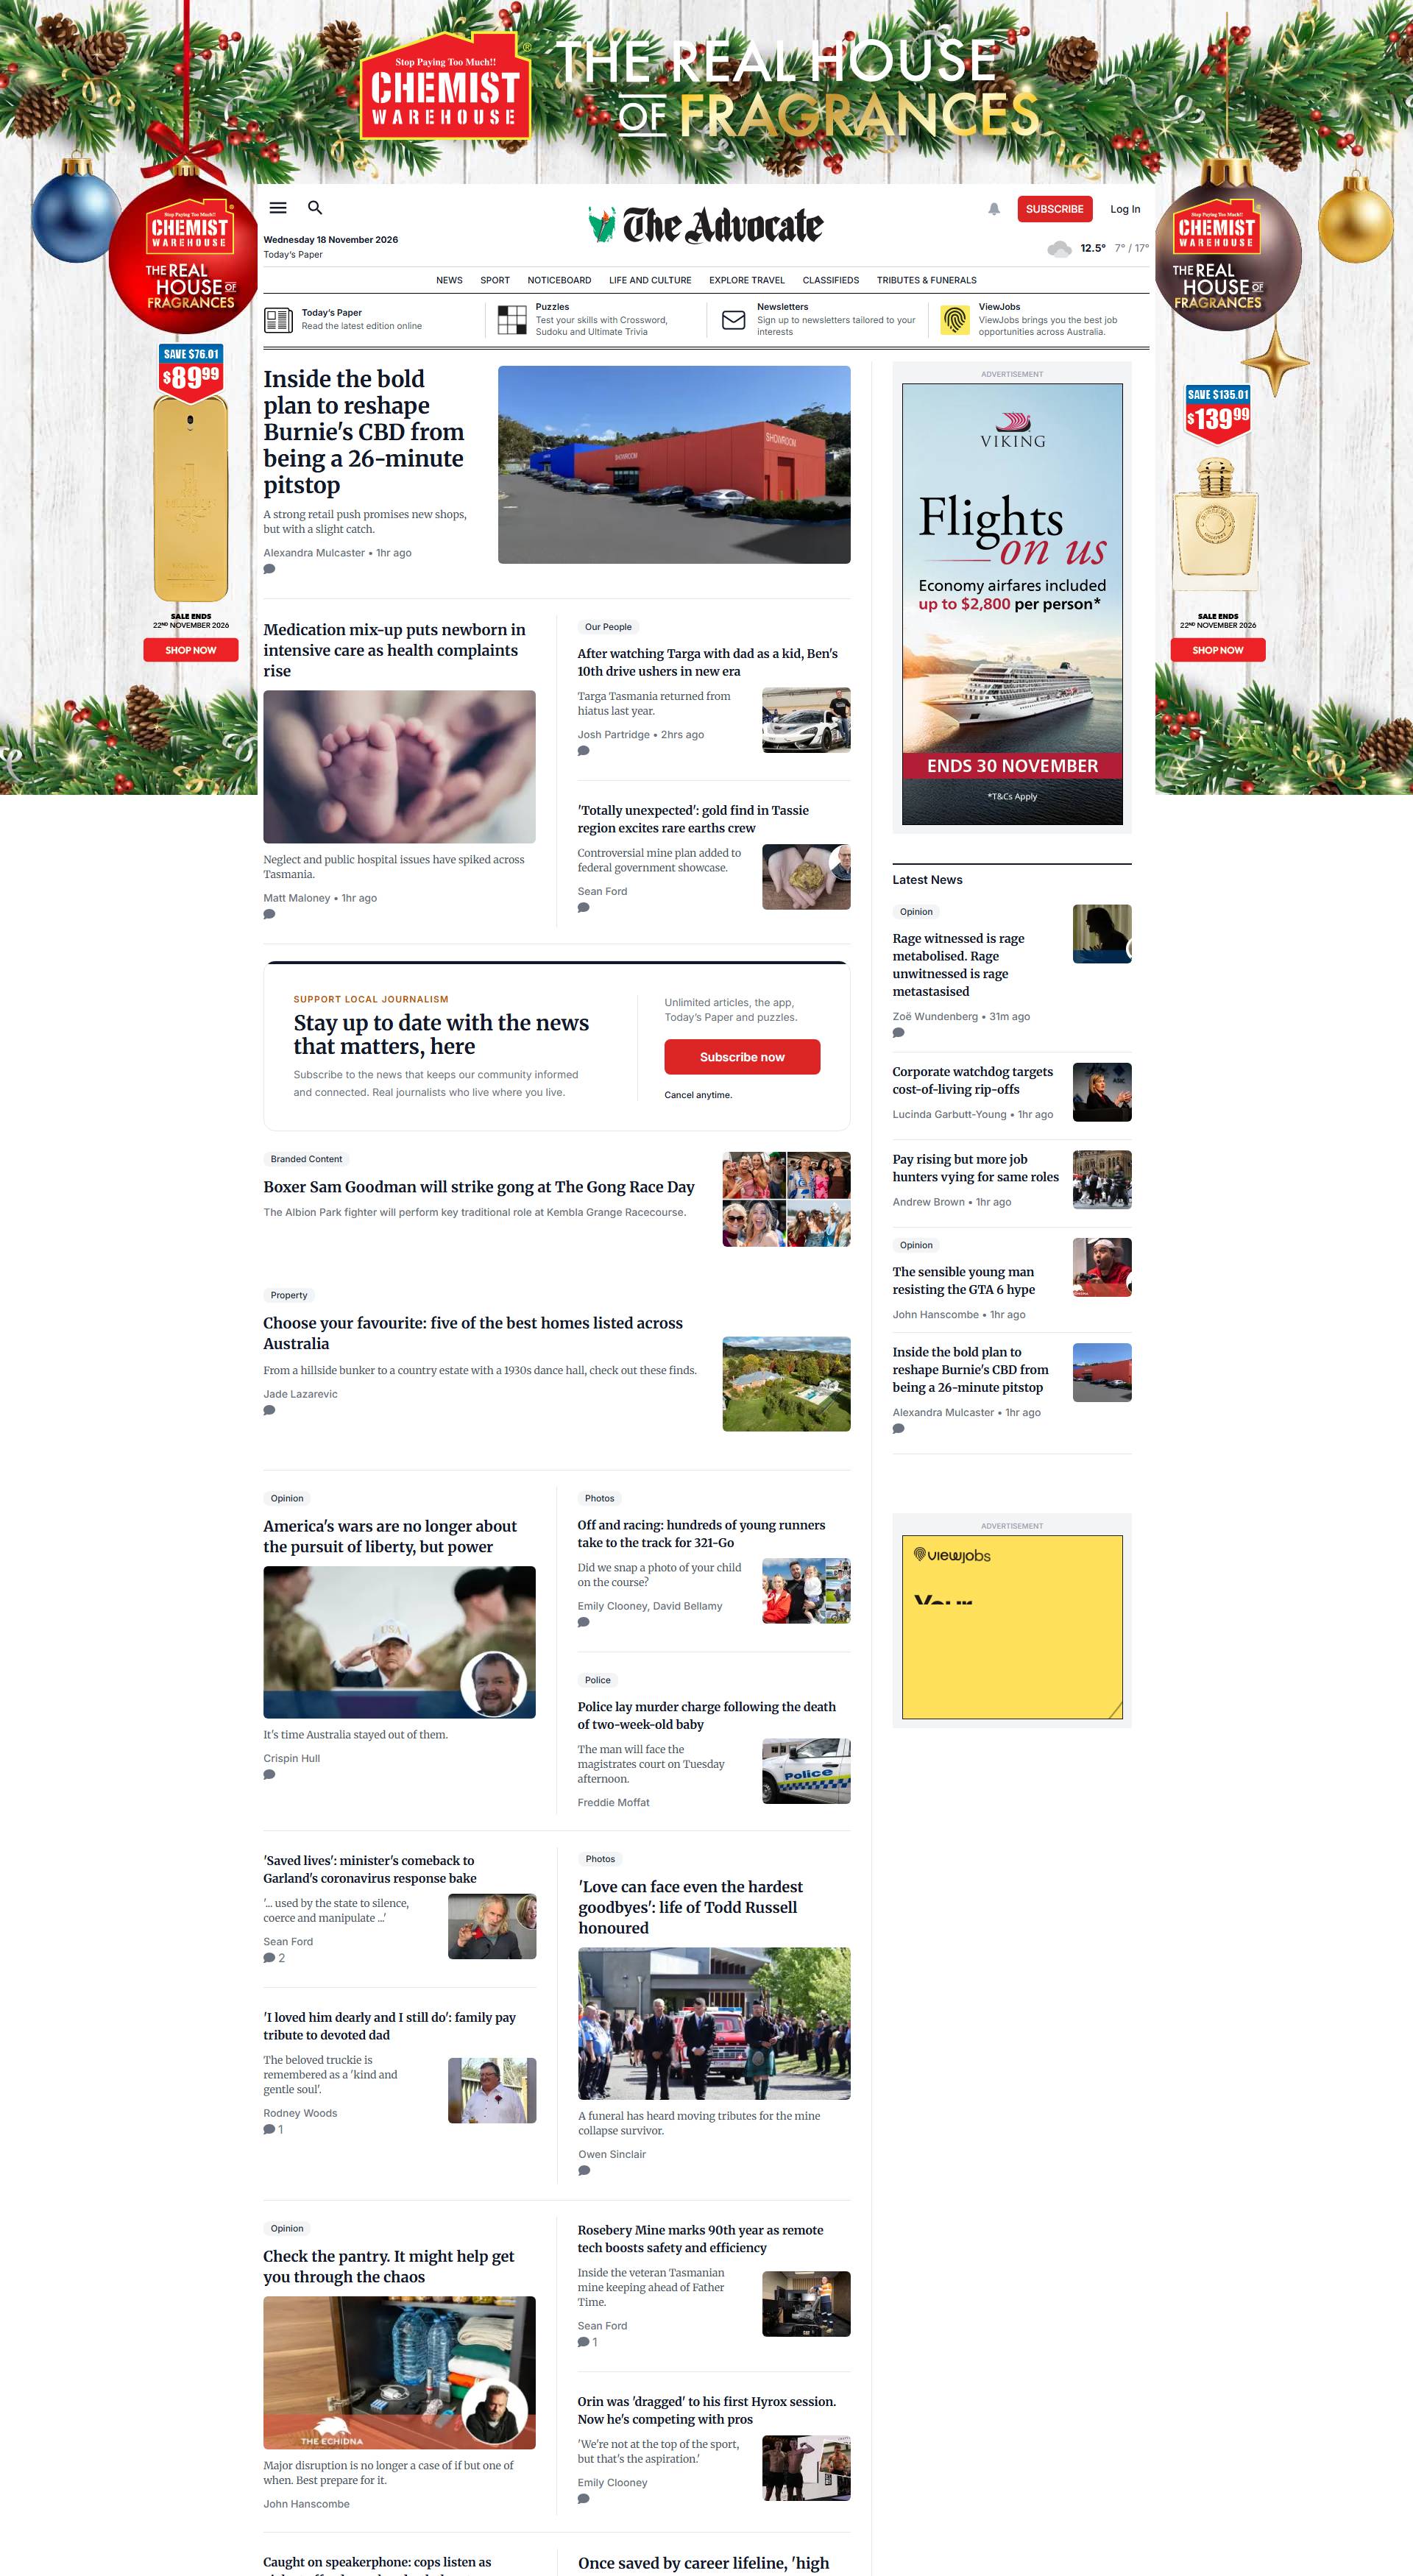 Stop Paying Too Much!!
CHEMIST
WAREHOUSE
®
THE REAL HOUSE
OF FRAGRANCES
Stop Paying Too Much!!
CHEMIST
WAREHOUSE
THE REAL
HOUSE OF
FRAGRANCES
SAVE $76.01
$89.99
SALE ENDS
22ND NOVEMBER 2026
SHOP NOW
Stop Paying Too Much!!
CHEMIST
WAREHOUSE
THE REAL
HOUSE OF
FRAGRANCES
SAVE $135.01
$139.99
SALE ENDS
22ND NOVEMBER 2026
SHOP NOW
The Advocate
SUBSCRIBE
Log In
Wednesday 18 November 2026
Today's Paper
12.5° 7° / 17°
NEWS SPORT NOTICEBOARD LIFE AND CULTURE EXPLORE TRAVEL CLASSIFIEDS TRIBUTES & FUNERALS
Today's Paper
Read the latest edition online
Puzzles
Test your skills with Crossword,
Sudoku and Ultimate Trivia
Newsletters
Sign up to newsletters tailored to your
interests
ViewJobs
ViewJobs brings you the best job
opportunities across Australia.
Inside the bold
plan to reshape
Burnie's CBD from
being a 26-minute
pitstop
A strong retail push promises new shops,
but with a slight catch.
Alexandra Mulcaster • 1hr ago
SHOWROOM
SHOWROOM
Medication mix-up puts newborn in
intensive care as health complaints
rise
Neglect and public hospital issues have spiked across
Tasmania.
Matt Maloney • 1hr ago
Our People
After watching Targa with dad as a kid, Ben's
10th drive ushers in new era
Targa Tasmania returned from
hiatus last year.
Josh Partridge • 2hrs ago
'Totally unexpected': gold find in Tassie
region excites rare earths crew
Controversial mine plan added to
federal government showcase.
Sean Ford
SUPPORT LOCAL JOURNALISM
Stay up to date with the news
that matters, here
Subscribe to the news that keeps our community informed
and connected. Real journalists who live where you live.
Unlimited articles, the app,
Today's Paper and puzzles.
Subscribe now
Cancel anytime.
Branded Content
Boxer Sam Goodman will strike gong at The Gong Race Day
The Albion Park fighter will perform key traditional role at Kembla Grange Racecourse.
Property
Choose your favourite: five of the best homes listed across
Australia
From a hillside bunker to a country estate with a 1930s dance hall, check out these finds.
Jade Lazarevic
ADVERTISEMENT
VIKING
Flights
on us
Economy airfares included
up to $2,800 per person*
ENDS 30 NOVEMBER
*T&Cs Apply
Latest News
Opinion
Rage witnessed is rage
metabolised. Rage
unwitnessed is rage
metastasised
Zoë Wundenberg • 31m ago
Corporate watchdog targets
cost-of-living rip-offs
Lucinda Garbutt-Young • 1hr ago
Pay rising but more job
hunters vying for same roles
Andrew Brown • 1hr ago
Opinion
The sensible young man
resisting the GTA 6 hype
John Hanscombe • 1hr ago
Inside the bold plan to
reshape Burnie's CBD from
being a 26-minute pitstop
Alexandra Mulcaster • 1hr ago
ADVERTISEMENT
viewjobs
Your
Opinion
America's wars are no longer about
the pursuit of liberty, but power
USA
It's time Australia stayed out of them.
Crispin Hull
Photos
Off and racing: hundreds of young runners
take to the track for 321-Go
Did we snap a photo of your child
on the course?
Emily Clooney, David Bellamy
Police
Police lay murder charge following the death
of two-week-old baby
The man will face the
magistrates court on Tuesday
afternoon.
Freddie Moffat
Police
'Saved lives': minister's comeback to
Garland's coronavirus response bake
'... used by the state to silence,
coerce and manipulate ...'
Sean Ford
2
'I loved him dearly and I still do': family pay
tribute to devoted dad
The beloved truckie is
remembered as a 'kind and
gentle soul'.
Rodney Woods
1
Photos
'Love can face even the hardest
goodbyes': life of Todd Russell
honoured
A funeral has heard moving tributes for the mine
collapse survivor.
Owen Sinclair
Opinion
Check the pantry. It might help get
you through the chaos
THE ECHIDNA
Major disruption is no longer a case of if but one of
when. Best prepare for it.
John Hanscombe
Rosebery Mine marks 90th year as remote
tech boosts safety and efficiency
Inside the veteran Tasmanian
mine keeping ahead of Father
Time.
Sean Ford
1
Orin was 'dragged' to his first Hyrox session.
Now he's competing with pros
'We're not at the top of the sport,
but that's the aspiration.'
Emily Clooney
Caught on speakerphone: cops listen as
Once saved by career lifeline, 'high